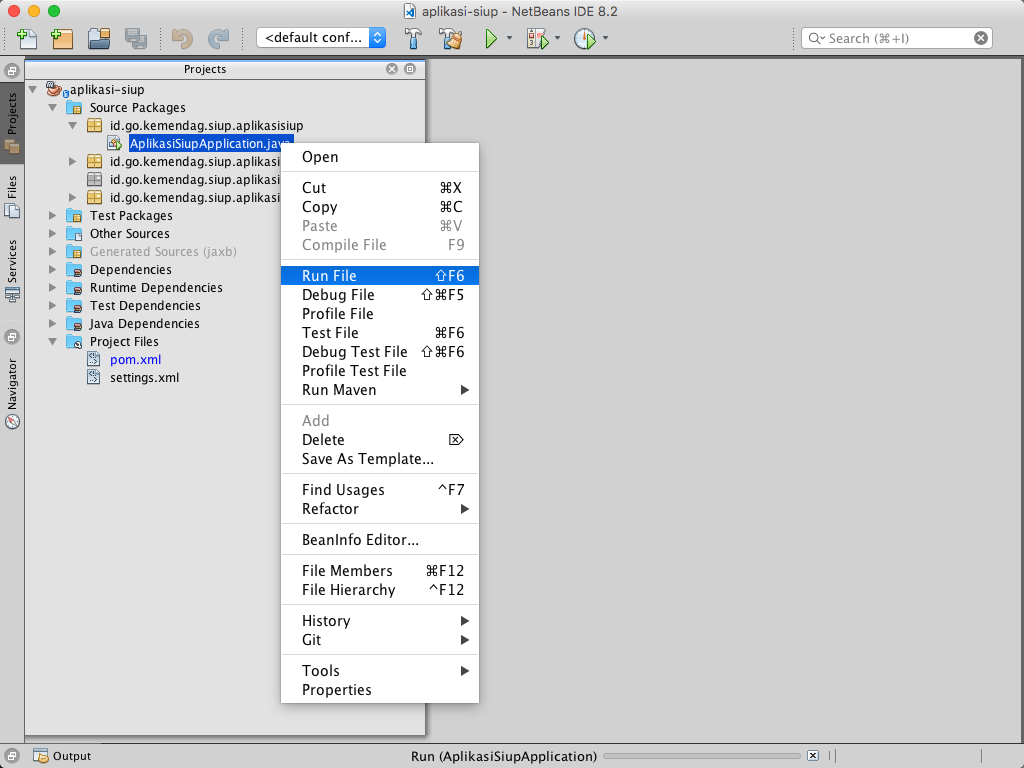 aplikasi-siup - NetBeans IDE 8.2
<default conf...
Search (⌘+I)
Projects
Projects
Files
Services
Navigator
aplikasi-siup
Source Packages
id.go.kemendag.siup.aplikasisiup
AplikasiSiupApplication.java
id.go.kemendag.siup.aplikasi
id.go.kemendag.siup.aplikasi
id.go.kemendag.siup.aplikasi
Test Packages
Other Sources
Generated Sources (jaxb)
Dependencies
Runtime Dependencies
Test Dependencies
Java Dependencies
Project Files
pom.xml
settings.xml
Open
Cut ⌘X
Copy ⌘C
Paste ⌘V
Compile File F9
Run File ⇧F6
Debug File ⇧⌘F5
Profile File
Test File ⌘F6
Debug Test File ⇧⌘F6
Profile Test File
Run Maven
Add
Delete ⌦
Save As Template...
Find Usages ^F7
Refactor
BeanInfo Editor...
File Members ⌘F12
File Hierarchy ^F12
History
Git
Tools
Properties
Output
Run (AplikasiSiupApplication)